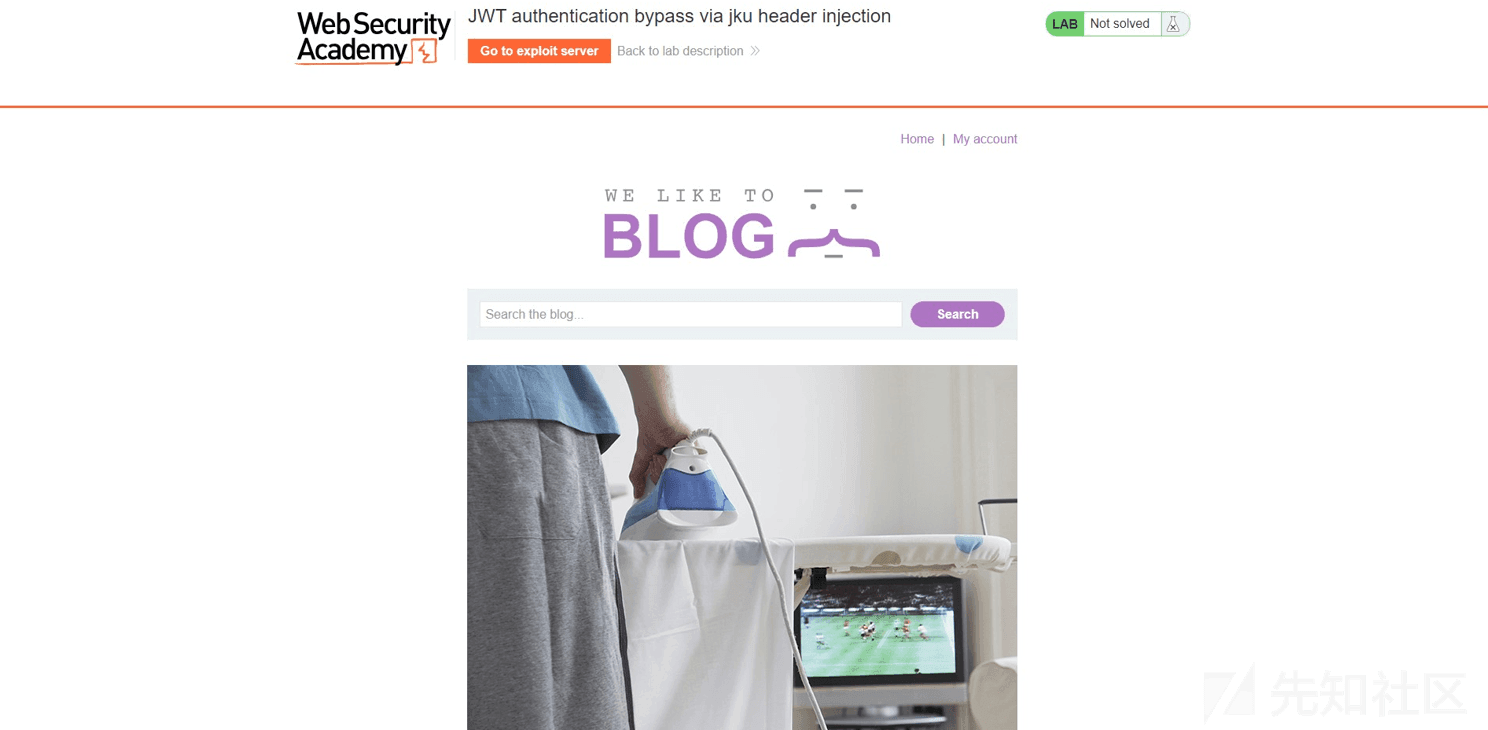 Web Security
Academy
JWT authentication bypass via jku header injection
Go to exploit server
Back to lab description
LAB
Not solved
Home | My account
WE LIKE TO
BLOG
Search the blog...
Search
先知社区